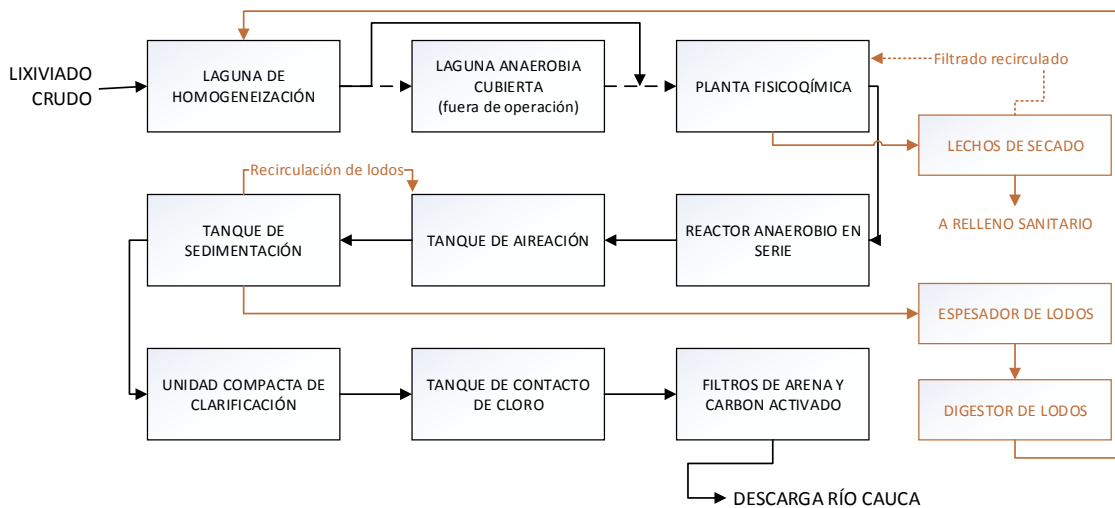 LIXIVIADO
CRUDO
LAGUNA DE
HOMOGENEIZACIÓN
LAGUNA ANAEROBIA
CUBIERTA
(fuera de operación)
PLANTA FISICOQÍMICA
Filtrado recirculado
LECHOS DE SECADO
A RELLENO SANITARIO
Recirculación de lodos
TANQUE DE
SEDIMENTACIÓN
TANQUE DE AIREACIÓN
REACTOR ANAEROBIO EN
SERIE
ESPESADOR DE LODOS
UNIDAD COMPACTA DE
CLARIFICACIÓN
TANQUE DE CONTACTO
DE CLORO
FILTROS DE ARENA Y
CARBON ACTIVADO
DIGESTOR DE LODOS
DESCARGA RÍO CAUCA